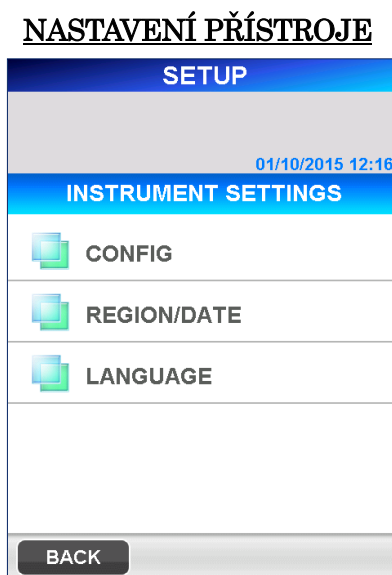 NASTAVENÍ PŘÍSTROJE
SETUP
01/10/2015 12:16
INSTRUMENT SETTINGS
CONFIG
REGION/DATE
LANGUAGE
BACK